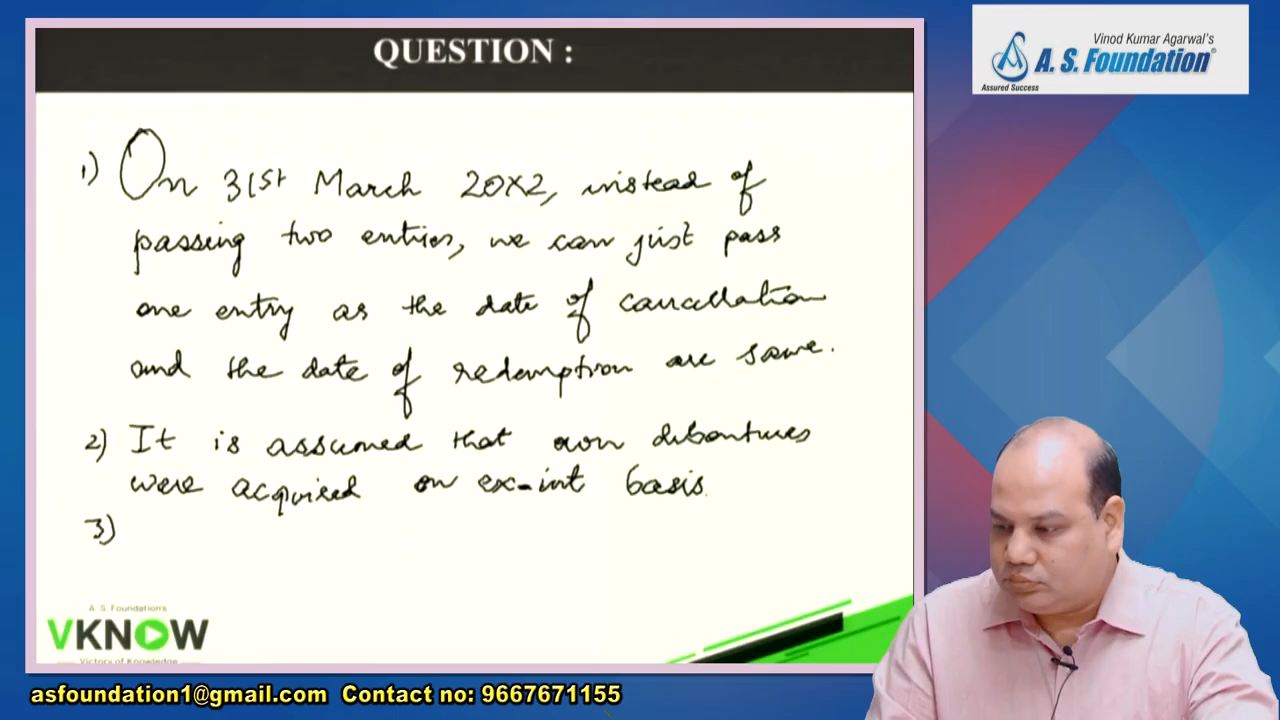 QUESTION :
Vinod Kumar Agarwal's
A. S. Foundation®
Assured Success
1) On 31st March 20X2, instead of
passing two entries, we can just pass
one entry as the date of cancellation
and the date of redemption are same.
2) It is assumed that own debentures
were acquired on ex-int basis.
3)
A. S. Foundation's
VKNOW
Victory of Knowledge
asfoundation1@gmail.com Contact no: 9667671155